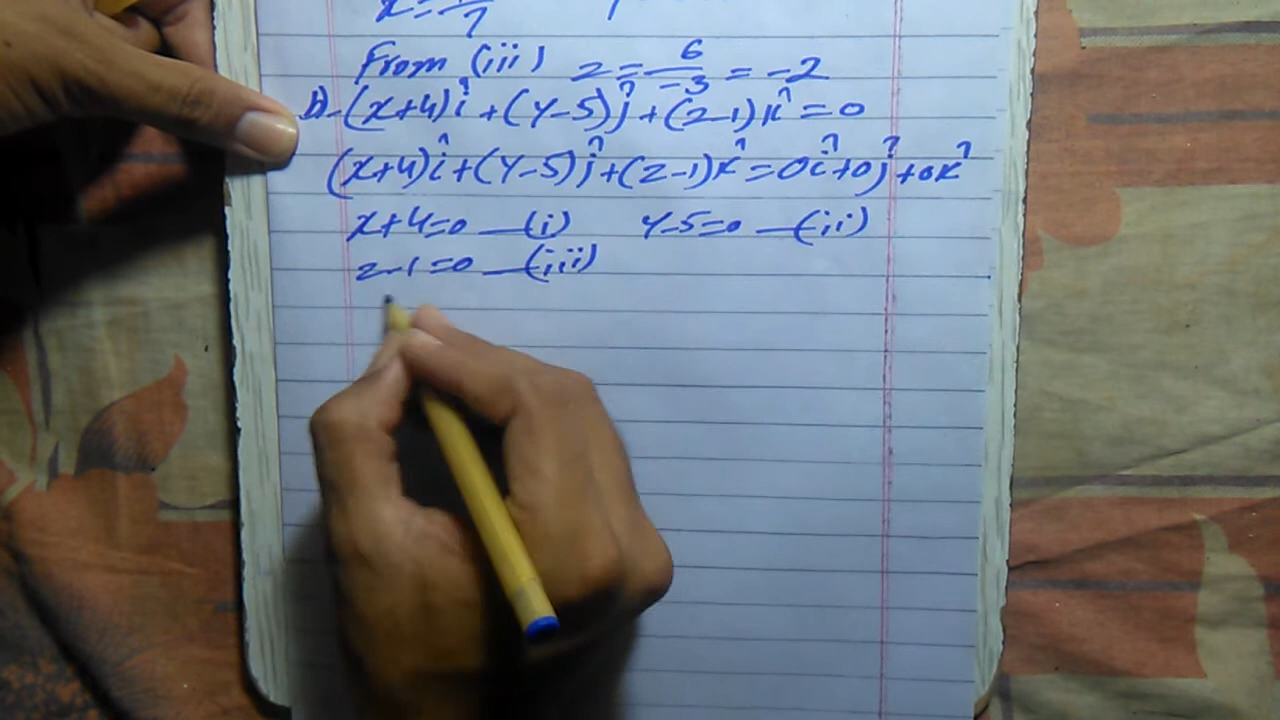 x = /7
From (iii) z = 6/-3 = -2
b)- (x+4)î + (y-5)ĵ + (z-1)k̂ = 0
(x+4)î + (y-5)ĵ + (z-1)k̂ = 0î + 0ĵ + 0k̂
x+4=0 —(i) y-5=0 —(ii)
z-1=0 —(iii)